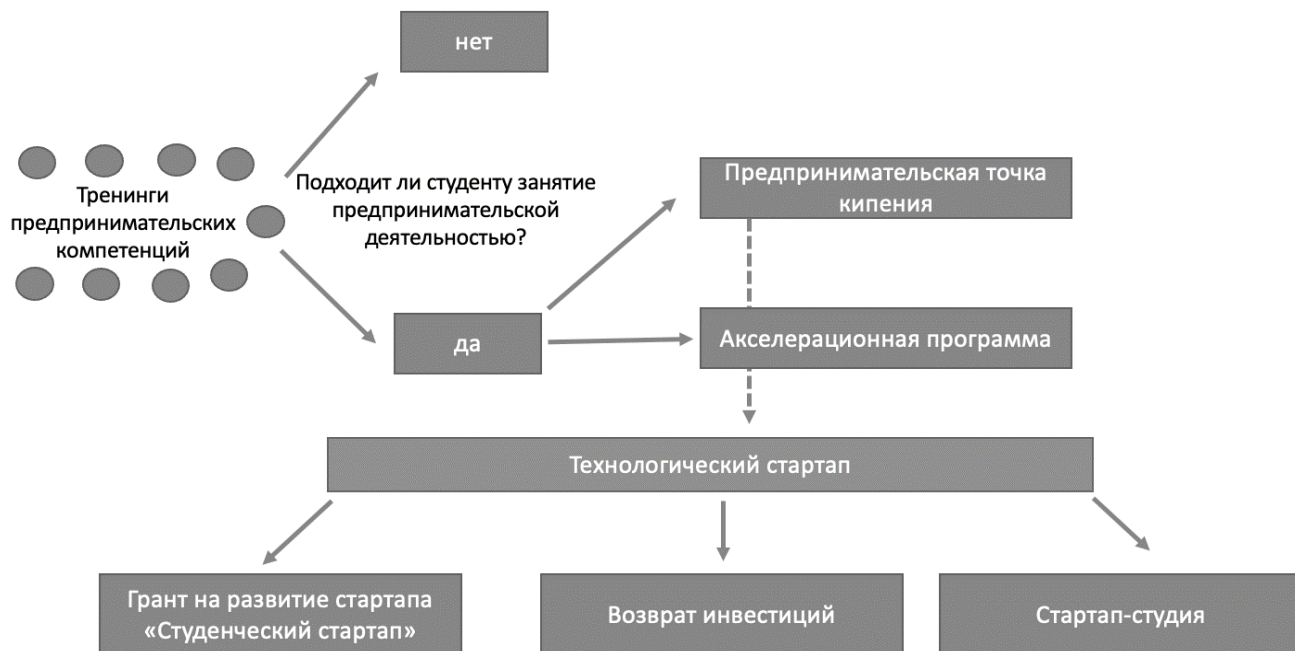 нет
Тренинги
предпринимательских
компетенций
Подходит ли студенту занятие
предпринимательской
деятельностью?
да
Предпринимательская точка
кипения
Акселерационная программа
Технологический стартап
Грант на развитие стартапа
«Студенческий стартап»
Возврат инвестиций
Стартап-студия